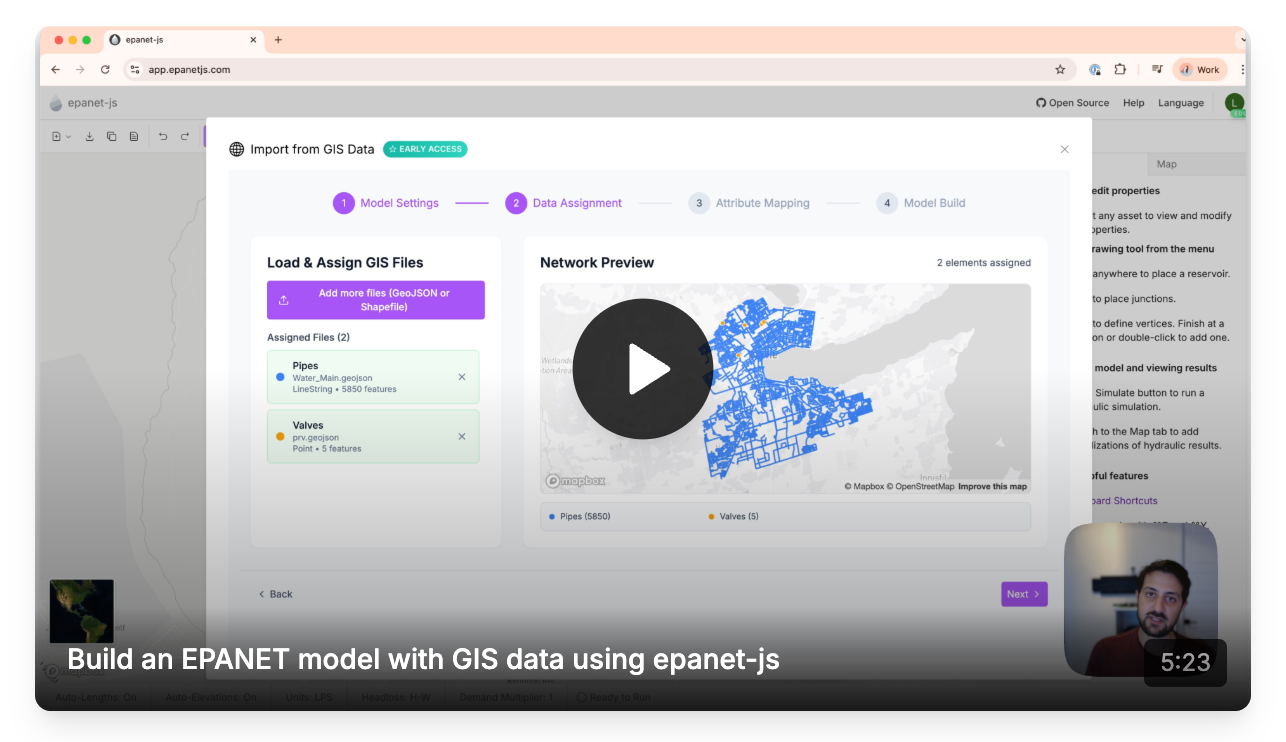 epanet-js
app.epanetjs.com
Work
epanet-js
Open Source
Help
Language
L
Import from GIS Data
EARLY ACCESS
1 Model Settings
2 Data Assignment
3 Attribute Mapping
4 Model Build
Map
edit properties
t any asset to view and modify
operties.
rawing tool from the menu
anywhere to place a reservoir.
to place junctions.
to define vertices. Finish at a
on or double-click to add one.
model and viewing results
Simulate button to run a
ulic simulation.
h to the Map tab to add
lizations of hydraulic results.
pful features
oard Shortcuts
Load & Assign GIS Files
Add more files (GeoJSON or
Shapefile)
Assigned Files (2)
Pipes
Water_Main.geojson
LineString • 5850 features
Valves
prv.geojson
Point • 5 features
Network Preview
2 elements assigned
Wetlands
tion Area
Innisfil
mapbox
© Mapbox © OpenStreetMap Improve this map
Pipes (5850)
Valves (5)
Back
Next
Build an EPANET model with GIS data using epanet-js
5:23
mapbox
Auto-Lengths: On
Auto-Elevations: On
Units: LPS
Headloss: H-W
Demand Multiplier: 1
Ready to Run